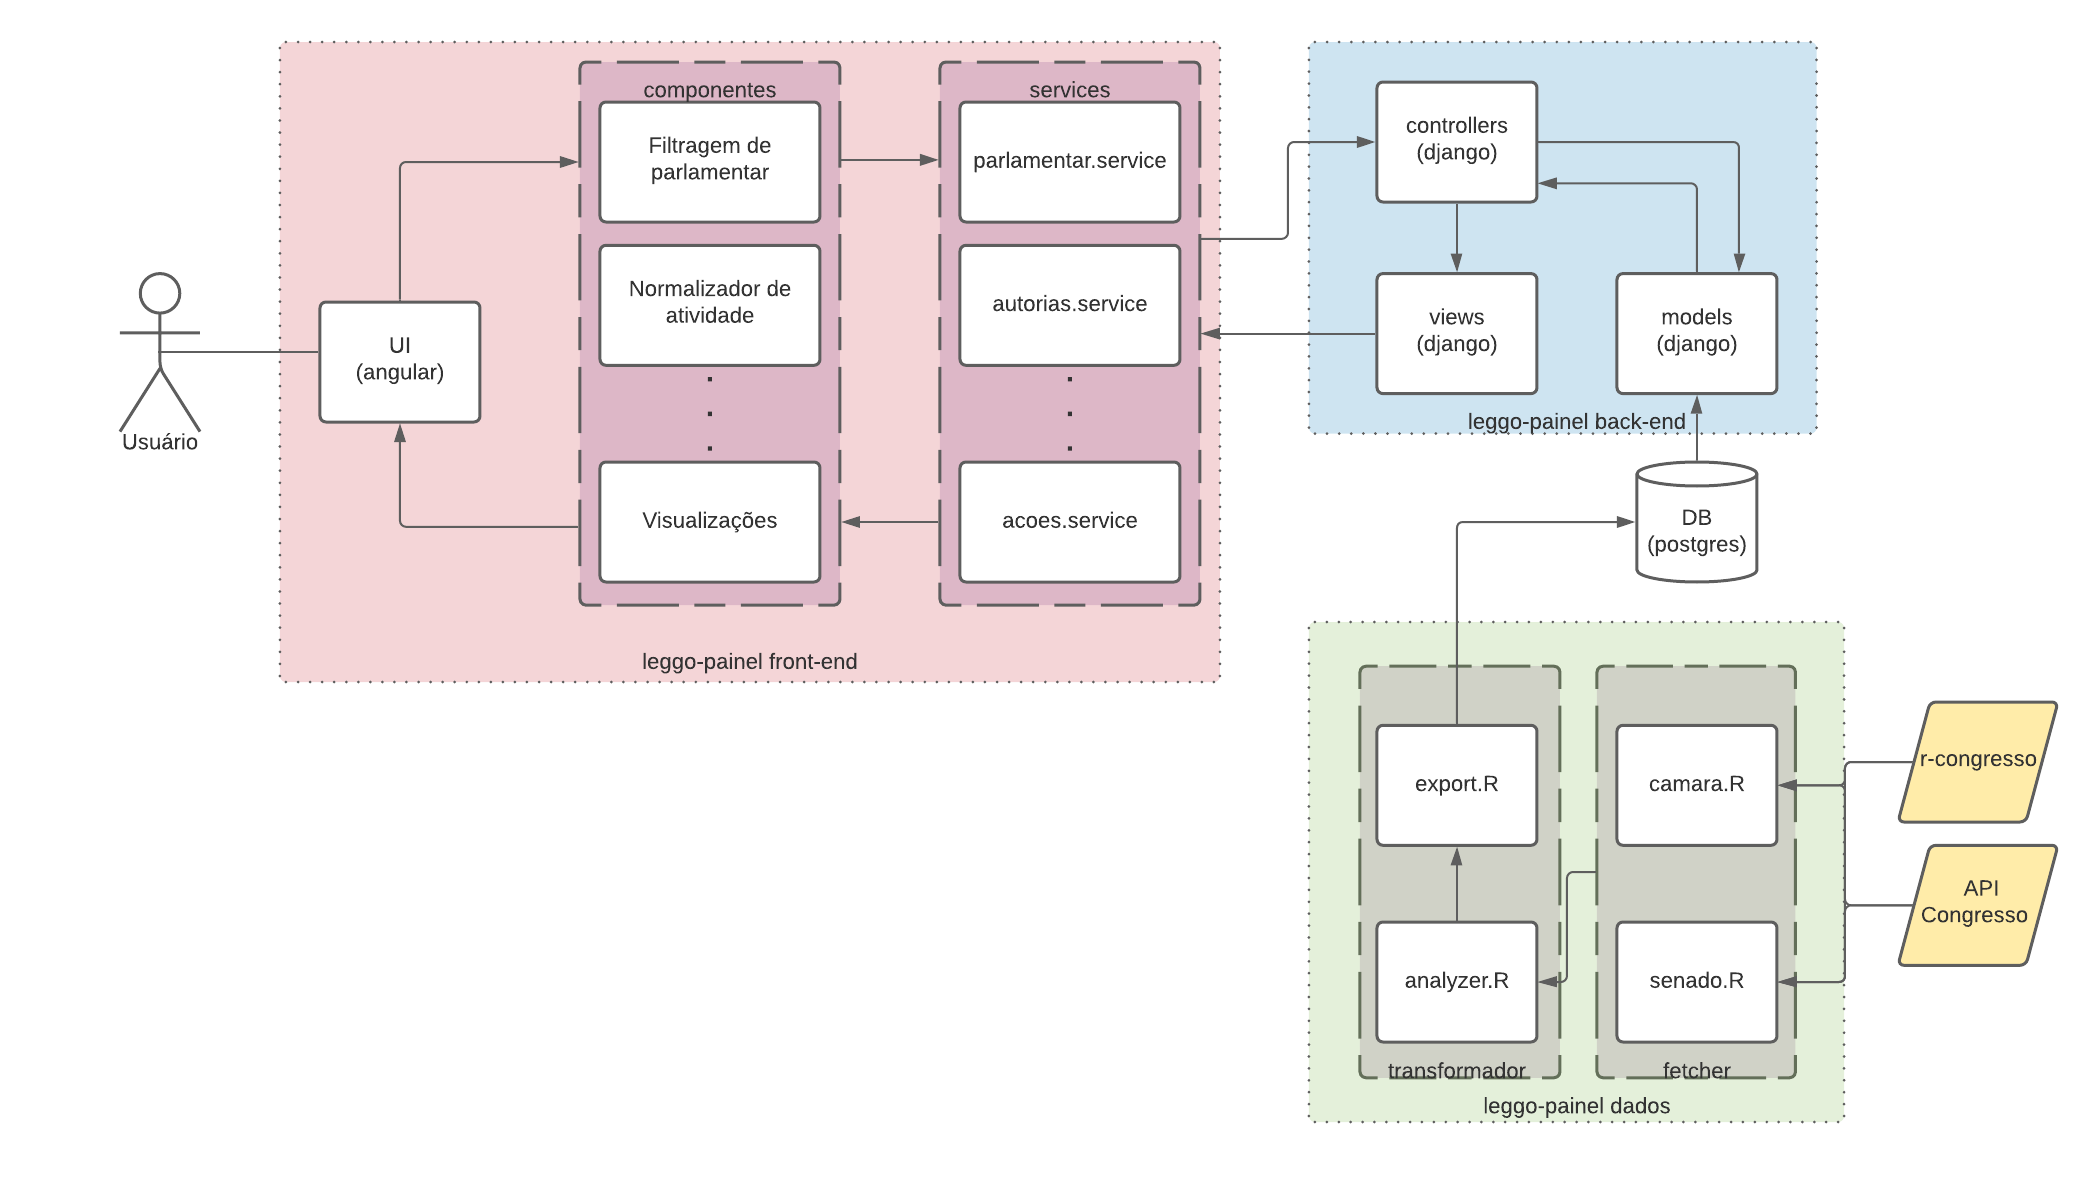 componentes
services
Filtragem de
parlamentar
parlamentar.service
controllers
(django)
Normalizador de
atividade
autorias.service
views
(django)
models
(django)
UI
(angular)
leggo-painel back-end
Usuário
Visualizações
acoes.service
DB
(postgres)
leggo-painel front-end
export.R
camara.R
r-congresso
API
Congresso
analyzer.R
senado.R
transformador
fetcher
leggo-painel dados